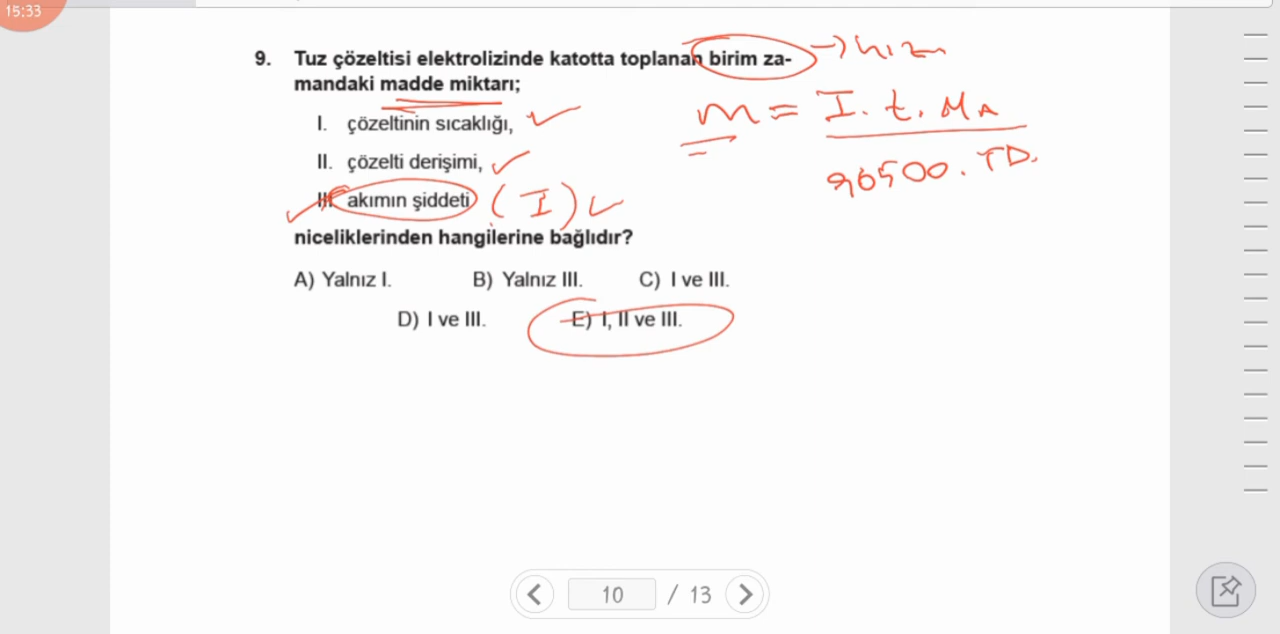 15:33
9. Tuz çözeltisi elektrolizinde katotta toplanan birim za-
mandaki madde miktarı;
→ hızı
m = I. t. MA
96500. TD.
I. çözeltinin sıcaklığı,
II. çözelti derişimi,
III. akımın şiddeti (I)
niceliklerinden hangilerine bağlıdır?
A) Yalnız I. B) Yalnız III. C) I ve III.
D) I ve III. E) I, II ve III.
10 / 13